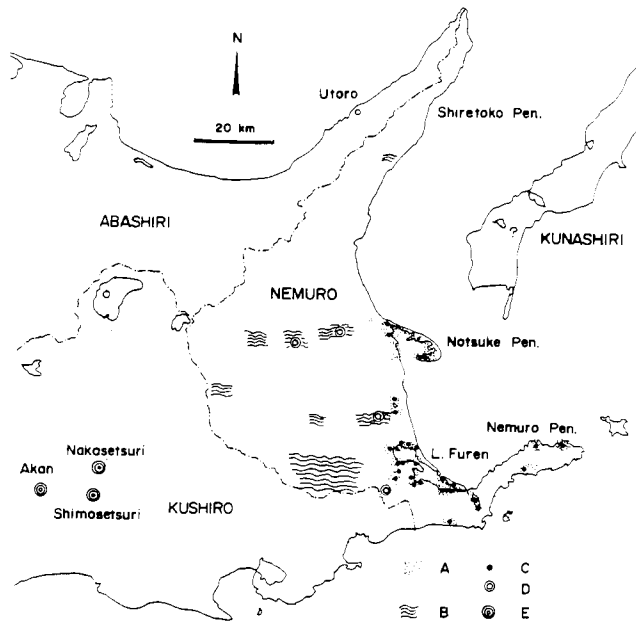 N
Utoro
20 km
Shiretoko Pen.
ABASHIRI
KUNASHIRI
NEMURO
Notsuke Pen.
Nemuro Pen.
L. Furen
Nakasetsuri
Akan
Shimosetsuri
KUSHIRO
A C
D
B E